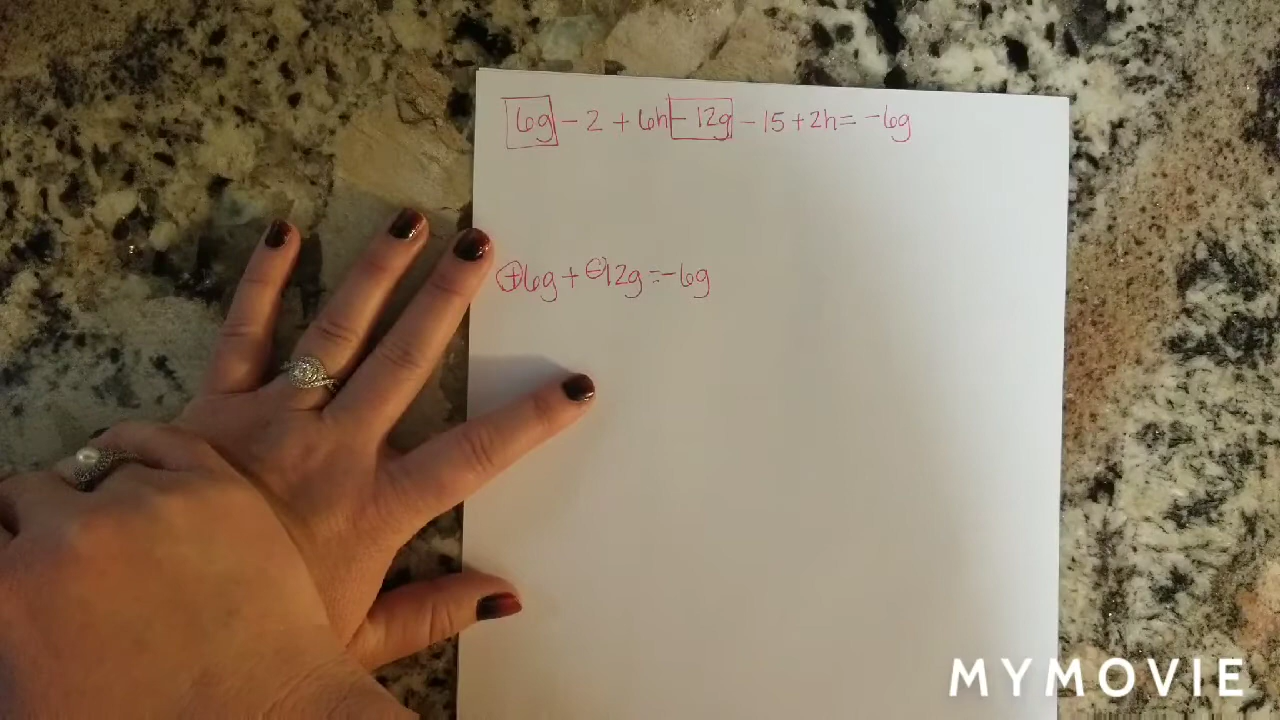 6g - 2 + 6h - 12g - 15 + 2h = -6g
+6g + -12g = -6g
MYMOVIE